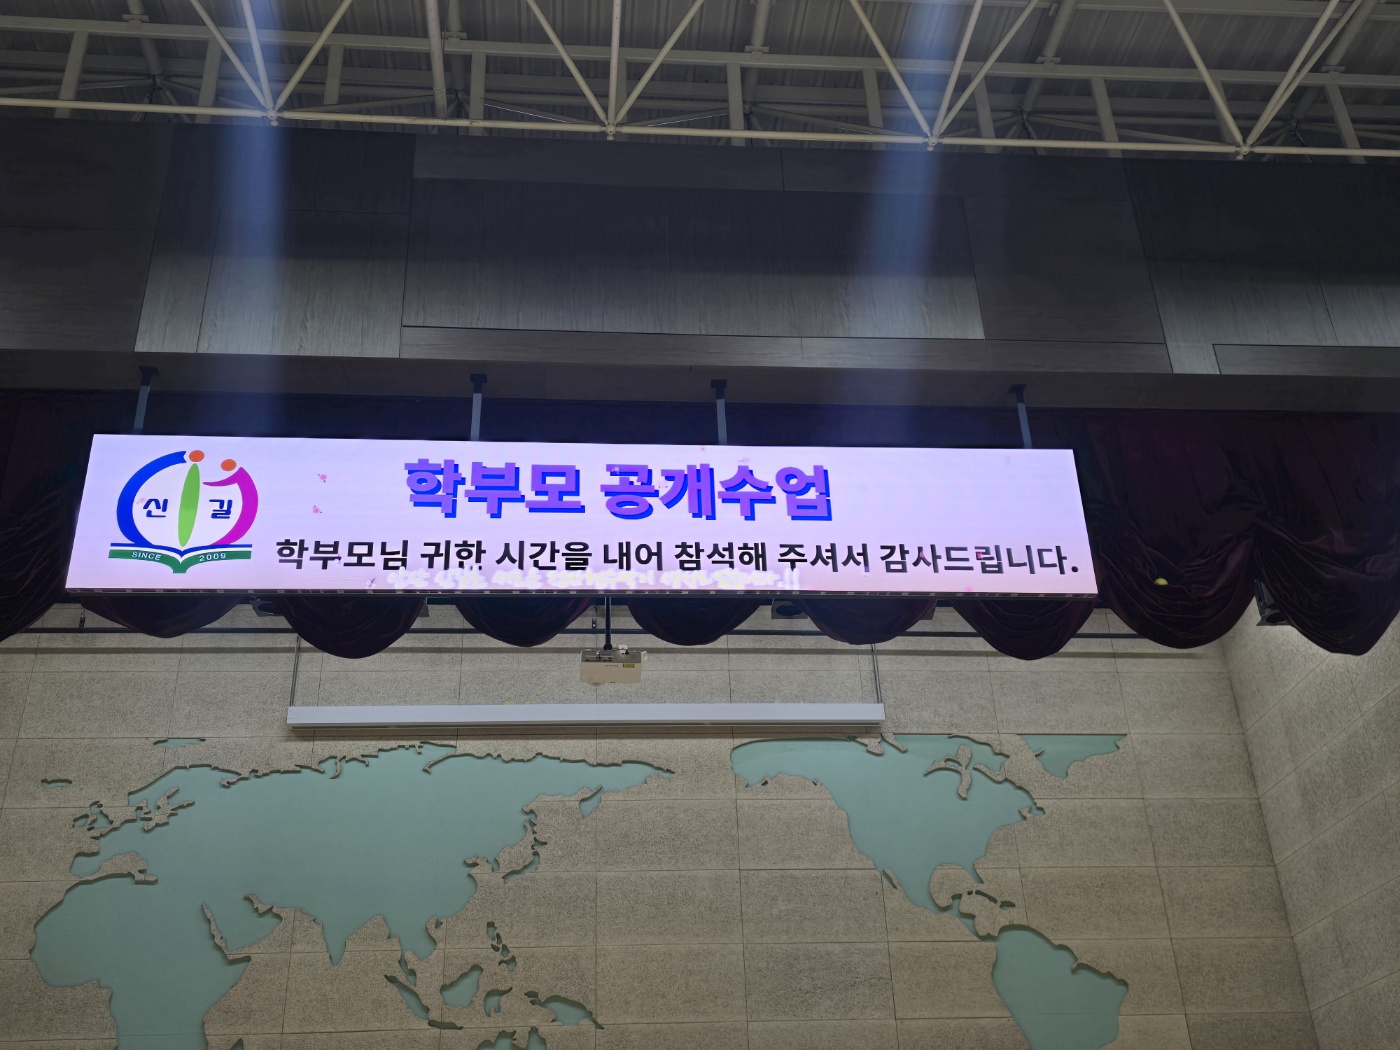 신길
SINCE 2009
학부모 공개수업
학부모님 귀한 시간을 내어 참석해 주셔서 감사드립니다.